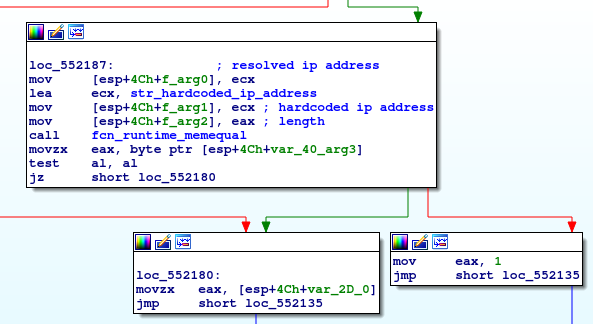 loc_552187: ; resolved ip address
mov [esp+4Ch+f_arg0], ecx
lea ecx, str_hardcoded_ip_address
mov [esp+4Ch+f_arg1], ecx ; hardcoded ip address
mov [esp+4Ch+f_arg2], eax ; length
call fcn_runtime_memequal
movzx eax, byte ptr [esp+4Ch+var_40_arg3]
test al, al
jz short loc_552180
loc_552180:
movzx eax, [esp+4Ch+var_2D_0]
jmp short loc_552135
mov eax, 1
jmp short loc_552135